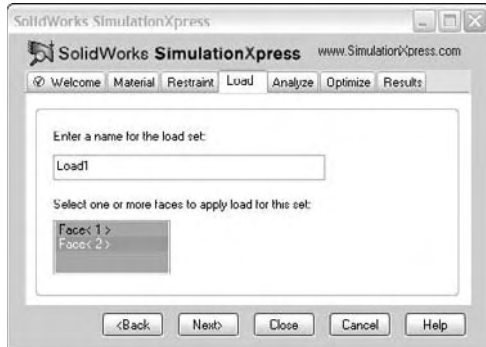 SolidWorks SimulationXpress
SolidWorks SimulationXpress www.SimulationXpress.com
Welcome Material Restraint Load Analyze Optimize Results
Enter a name for the load set:
Load1
Select one or more faces to apply load for this set:
Face< 1 >
Face< 2 >
<Back Next> Close Cancel Help